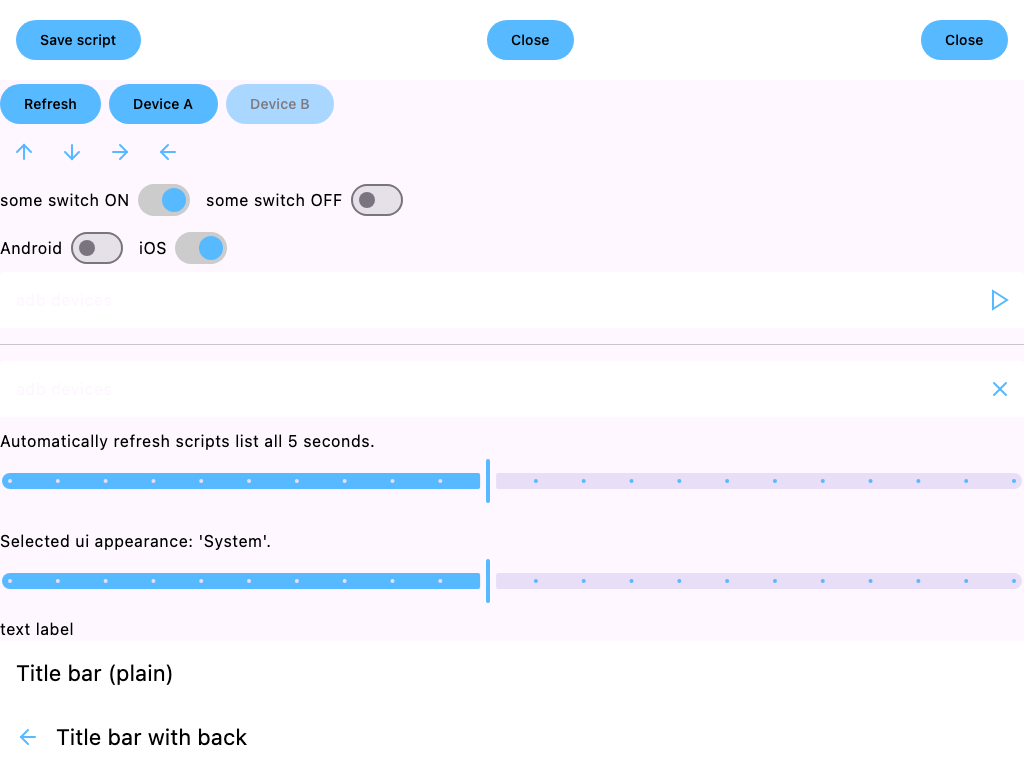 Save script Close Close
Refresh Device A Device B
some switch ON some switch OFF
Android iOS
adb devices
adb devices
Automatically refresh scripts list all 5 seconds.
Selected ui appearance: 'System'.
text label
Title bar (plain)
Title bar with back